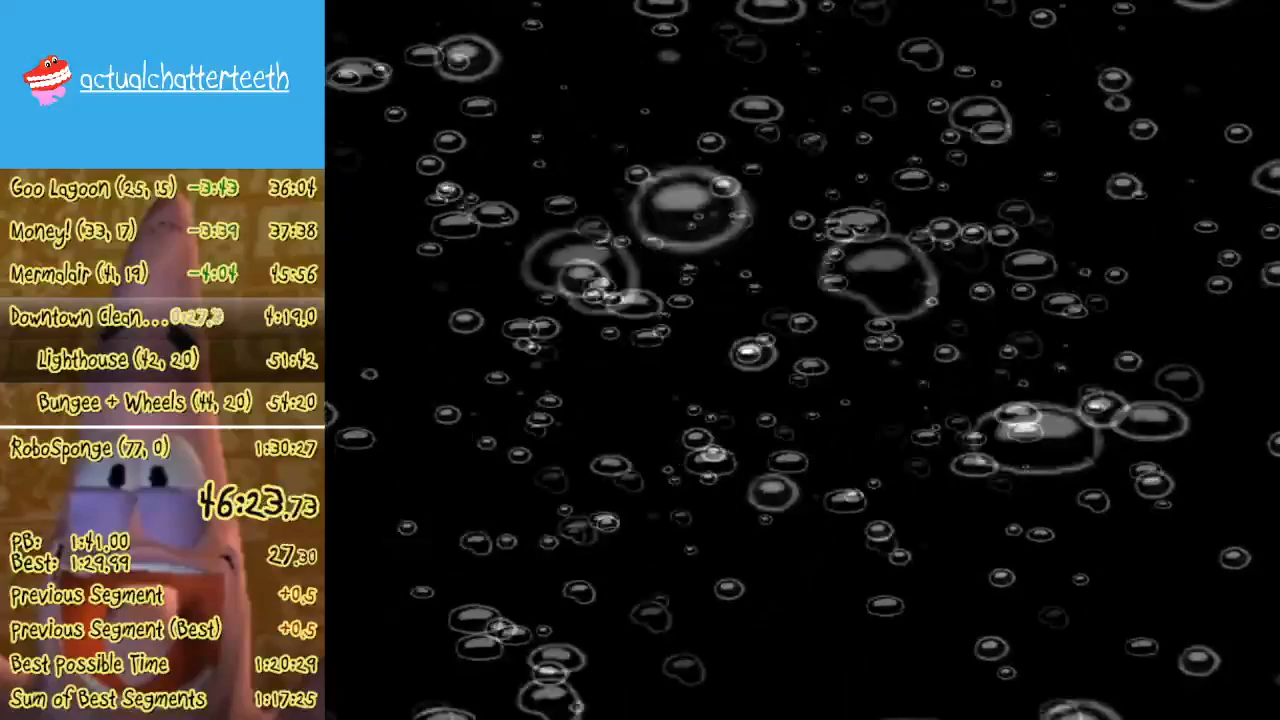 actualchatterteeth
Goo Lagoon (25, 15) -3:43 36:04
Money! (33, 17) -3:39 37:38
Mermalair (41, 19) -4:04 45:56
Downtown Clean... 0:27.3 4:19.0
Lighthouse (42, 20) 51:42
Bungee + Wheels (44, 20) 54:20
RoboSponge (77, 0) 1:30:27
46:23.73
PB: 1:41.00 27.30
Best: 1:29.99
Previous Segment +0.5
Previous Segment (Best) +0.5
Best Possible Time 1:20:29
Sum of Best Segments 1:17:25